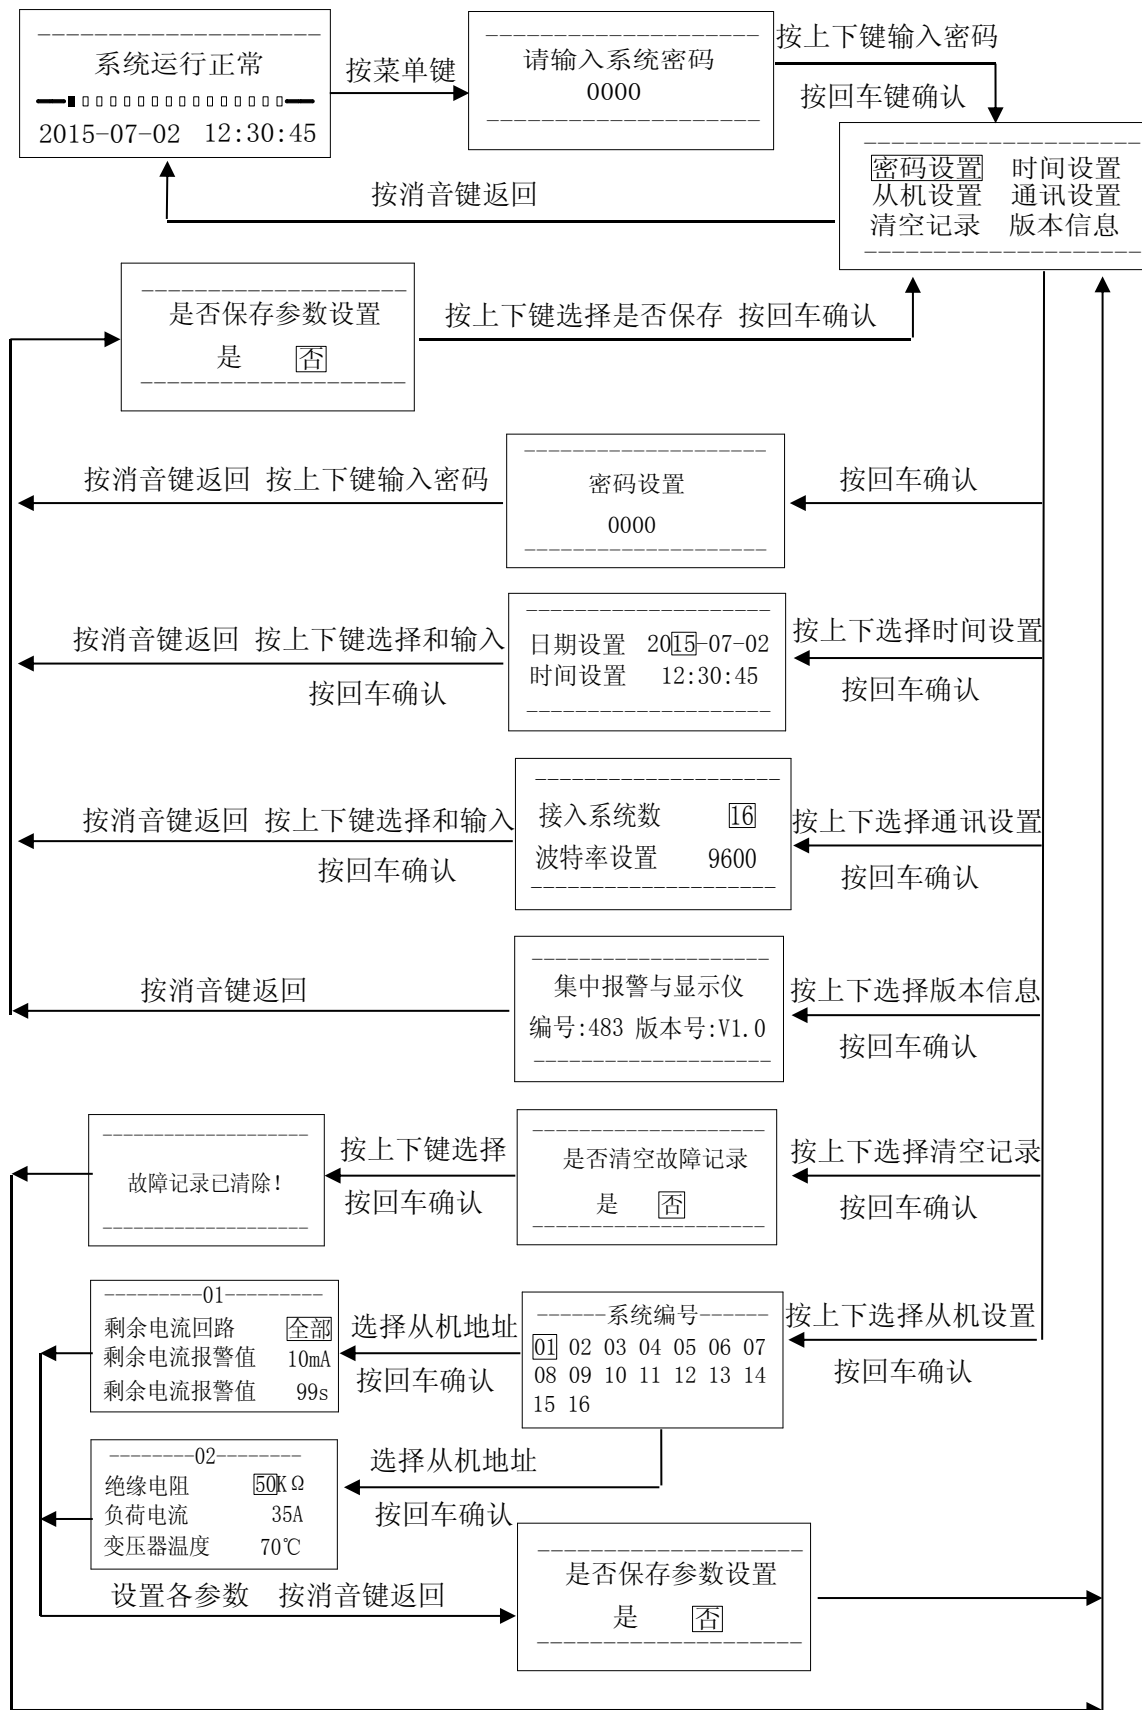 系统运行正常
2015-07-02 12:30:45
按菜单键
请输入系统密码
0000
按上下键输入密码
按回车键确认
密码设置 时间设置
从机设置 通讯设置
清空记录 版本信息
按消音键返回
是否保存参数设置
是 否
按上下键选择是否保存 按回车确认
按消音键返回 按上下键输入密码
密码设置
0000
按回车确认
按消音键返回 按上下键选择和输入
按回车确认
日期设置 2015-07-02
时间设置 12:30:45
按上下选择时间设置
按回车确认
按消音键返回 按上下键选择和输入
按回车确认
接入系统数 16
波特率设置 9600
按上下选择通讯设置
按回车确认
按消音键返回
集中报警与显示仪
编号:483 版本号:V1.0
按上下选择版本信息
按回车确认
故障记录已清除!
按上下键选择
按回车确认
是否清空故障记录
是 否
按上下选择清空记录
按回车确认
---------01---------
剩余电流回路 全部
剩余电流报警值 10mA
剩余电流报警值 99s
选择从机地址
按回车确认
------系统编号------
01 02 03 04 05 06 07
08 09 10 11 12 13 14
15 16
按上下选择从机设置
按回车确认
--------02--------
绝缘电阻 50KΩ
负荷电流 35A
变压器温度 70℃
选择从机地址
按回车确认
设置各参数 按消音键返回
是否保存参数设置
是 否